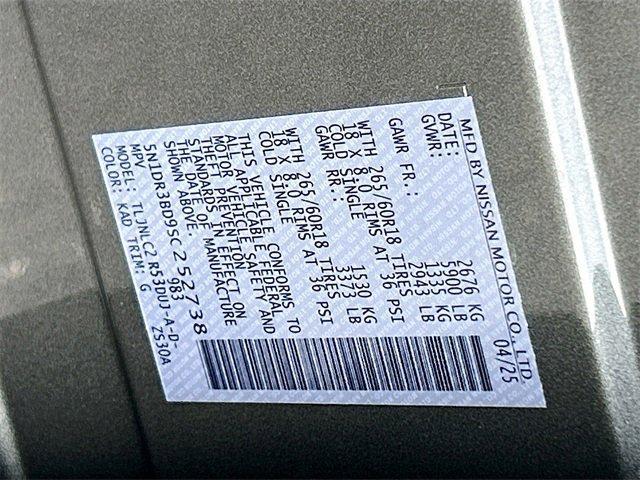 MFD BY NISSAN MOTOR CO., LTD.
DATE: 04/25
GVWR: 2676 KG
5900 LB
GAWR FR.: 1335 KG
2943 LB
WITH 265/60R18 TIRES
18 X 8.0 RIMS AT 36 PSI
COLD SINGLE
GAWR RR.: 1530 KG
3373 LB
WITH 265/60R18 TIRES
18 X 8.0 RIMS AT 36 PSI
COLD SINGLE
THIS VEHICLE CONFORMS TO
ALL APPLICABLE FEDERAL
MOTOR VEHICLE SAFETY AND
THEFT PREVENTION
STANDARDS IN EFFECT ON
THE DATE OF MANUFACTURE
SHOWN ABOVE.
5N1DR3BD9SC252738
MPV 983
MODEL: TLJNLC2 R53DUJ-A-D-
COLOR: KAD TRIM: G ZS30A